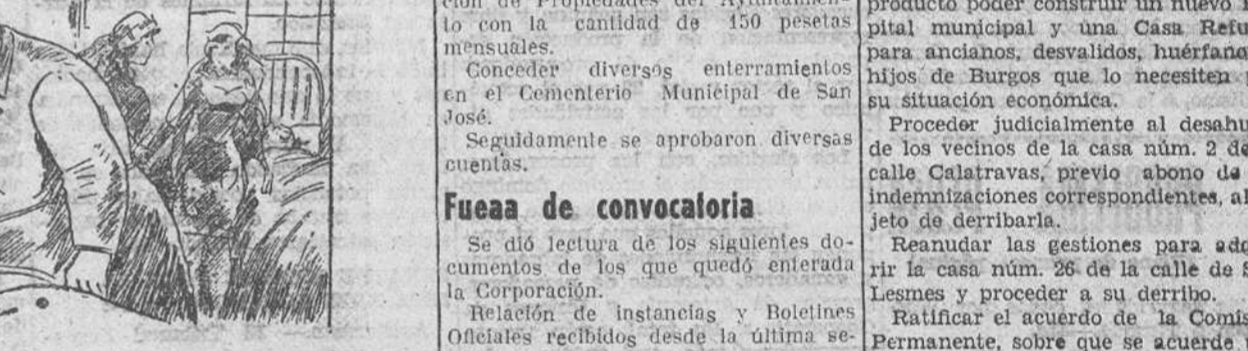 ción de Propiedades del Ayuntamien-
to con la cantidad de 150 pesetas
mensuales.
Conceder diversos enterramientos
en el Cementerio Municipal de San
José.
Seguidamente se aprobaron diversas
cuentas.
Fueaa de convocatoria
Se dió lectura de los siguientes do-
cumentos de los que quedó enterada
la Corporación.
Relación de instancias y Boletines
Oficiales recibidos desde la última se-
producto poder construir un nuevo
pital municipal y una Casa Refu
para ancianos, desvalidos, huérfano
hijos de Burgos que lo necesiten
su situación económica.
Proceder judicialmente al desahu
de los vecinos de la casa núm. 2 de
calle Calatravas, previo abono de
indemnizaciones correspondientes, al
jeto de derribarla.
Reanudar las gestiones para adq
rir la casa núm. 26 de la calle de S
Lesmes y proceder a su derribo.
Ratificar el acuerdo de la Comis
Permanente, sobre que se acuerde